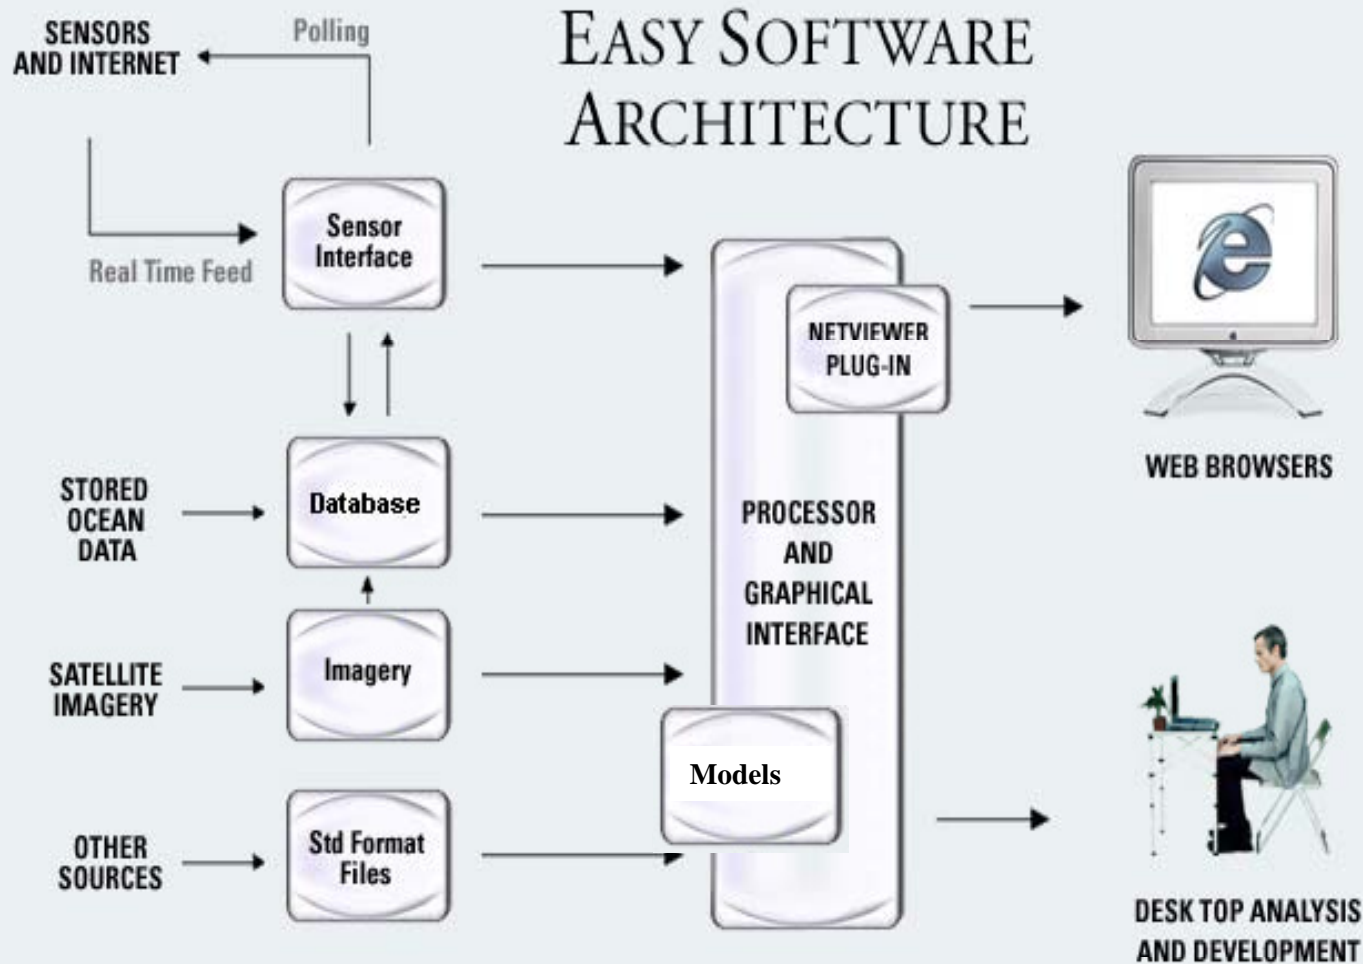 EASY SOFTWARE
ARCHITECTURE
SENSORS
AND INTERNET
Polling
Real Time Feed
Sensor
Interface
NETVIEWER
PLUG-IN
WEB BROWSERS
STORED
OCEAN
DATA
Database
PROCESSOR
AND
GRAPHICAL
INTERFACE
SATELLITE
IMAGERY
Imagery
Models
OTHER
SOURCES
Std Format
Files
DESK TOP ANALYSIS
AND DEVELOPMENT